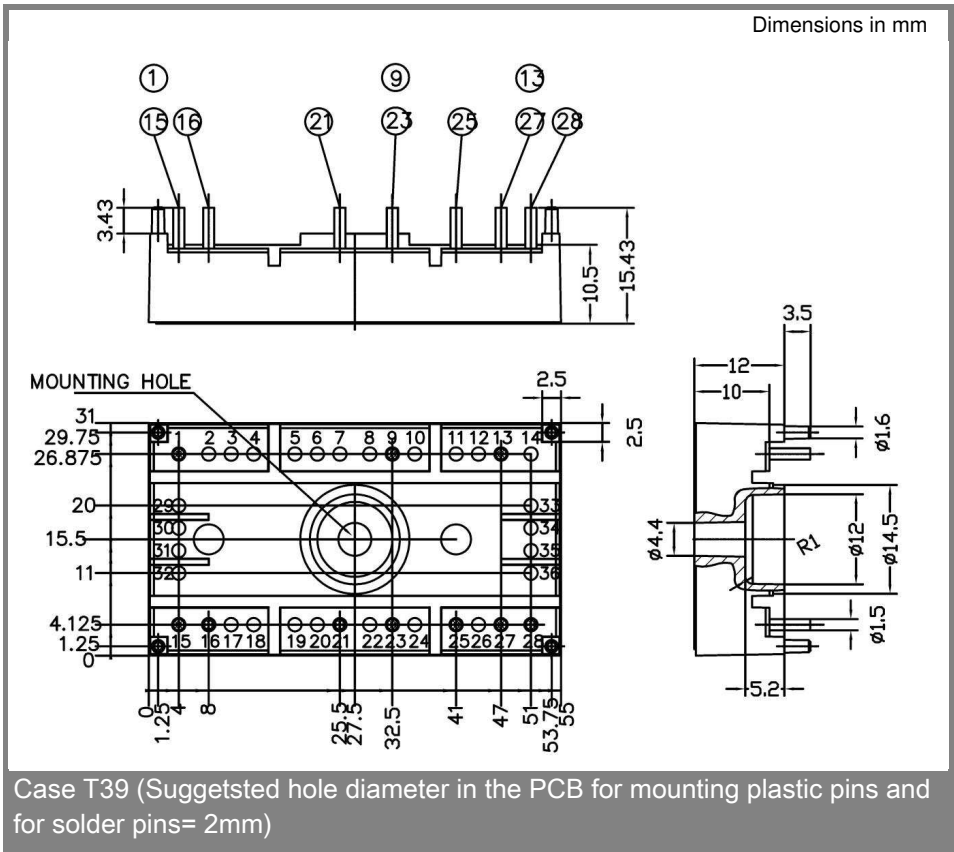 Dimensions in mm
1 9 13
15 16 21 23 25 27 28
3.43
10.5
15.43
3.5
12
10
MOUNTING HOLE
2.5
2.5
31
29.75
26.875
20
15.5
11
4.125
1.25
0
1 2 3 4 5 6 7 8 9 10 11 12 13 14
29 33
30 34
31 35
32 36
15 16 17 18 19 20 21 22 23 24 25 26 27 28
ø1.6
ø4.4
R1
ø12
ø14.5
ø1.5
5.2
0
1.25
4
8
25.5
27.5
32.5
41
47
51
53.75
55
Case T39 (Suggetsted hole diameter in the PCB for mounting plastic pins and
for solder pins= 2mm)